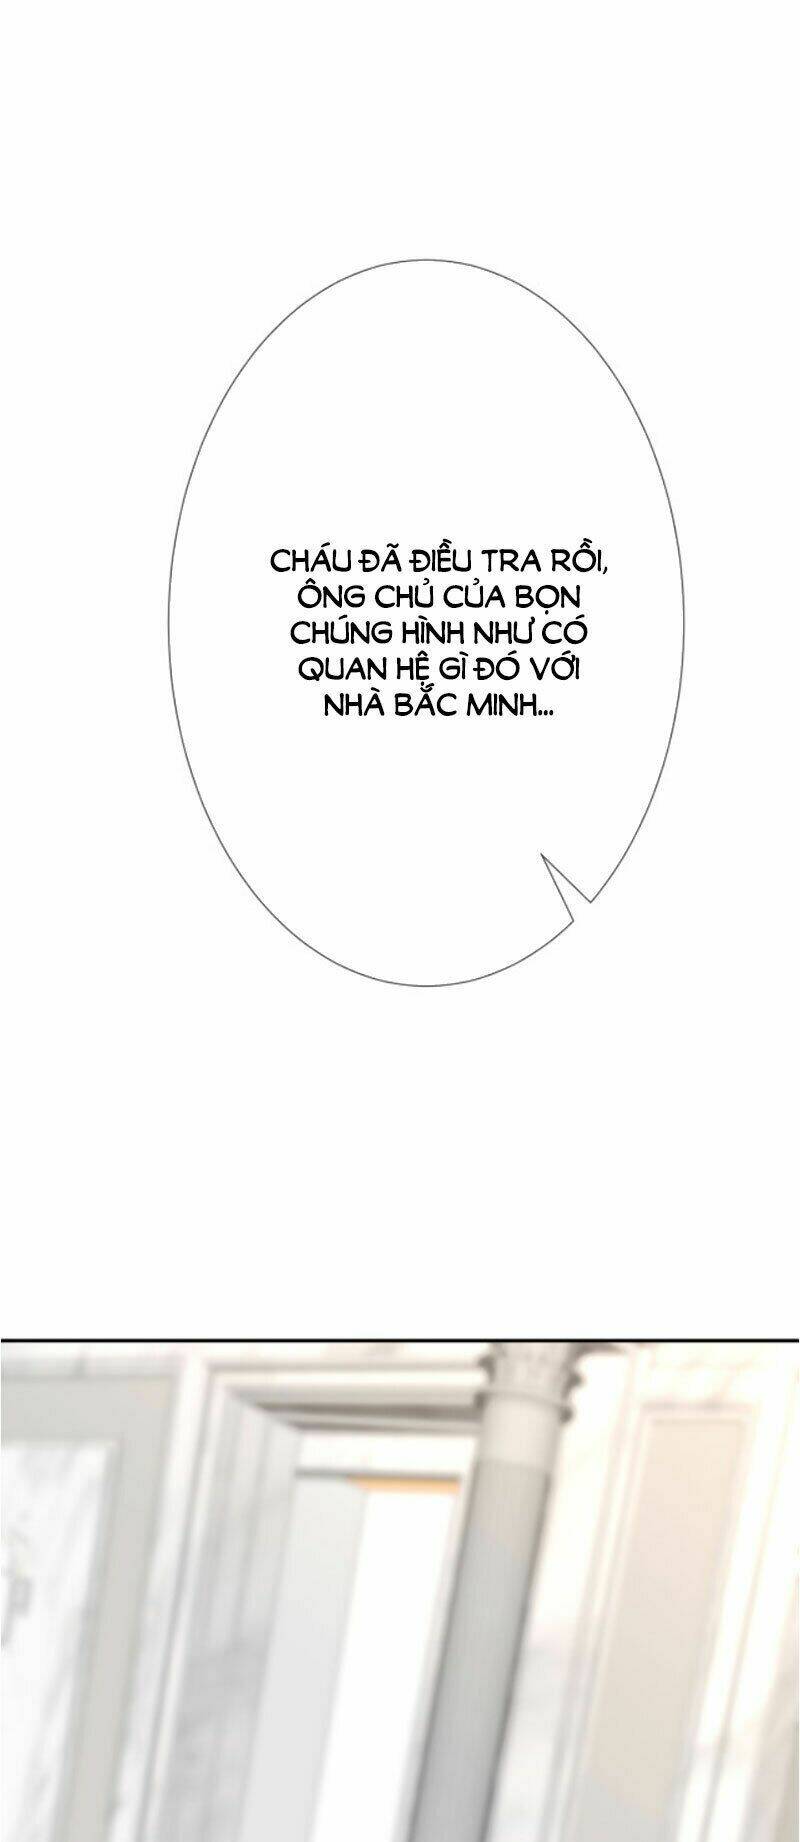 CHÁU ĐÃ ĐIỀU TRA RỒI,
ÔNG CHỦ CỦA BỌN
CHÚNG HÌNH NHƯ CÓ
QUAN HỆ GÌ ĐÓ VỚI
NHÀ BẮC MINH...